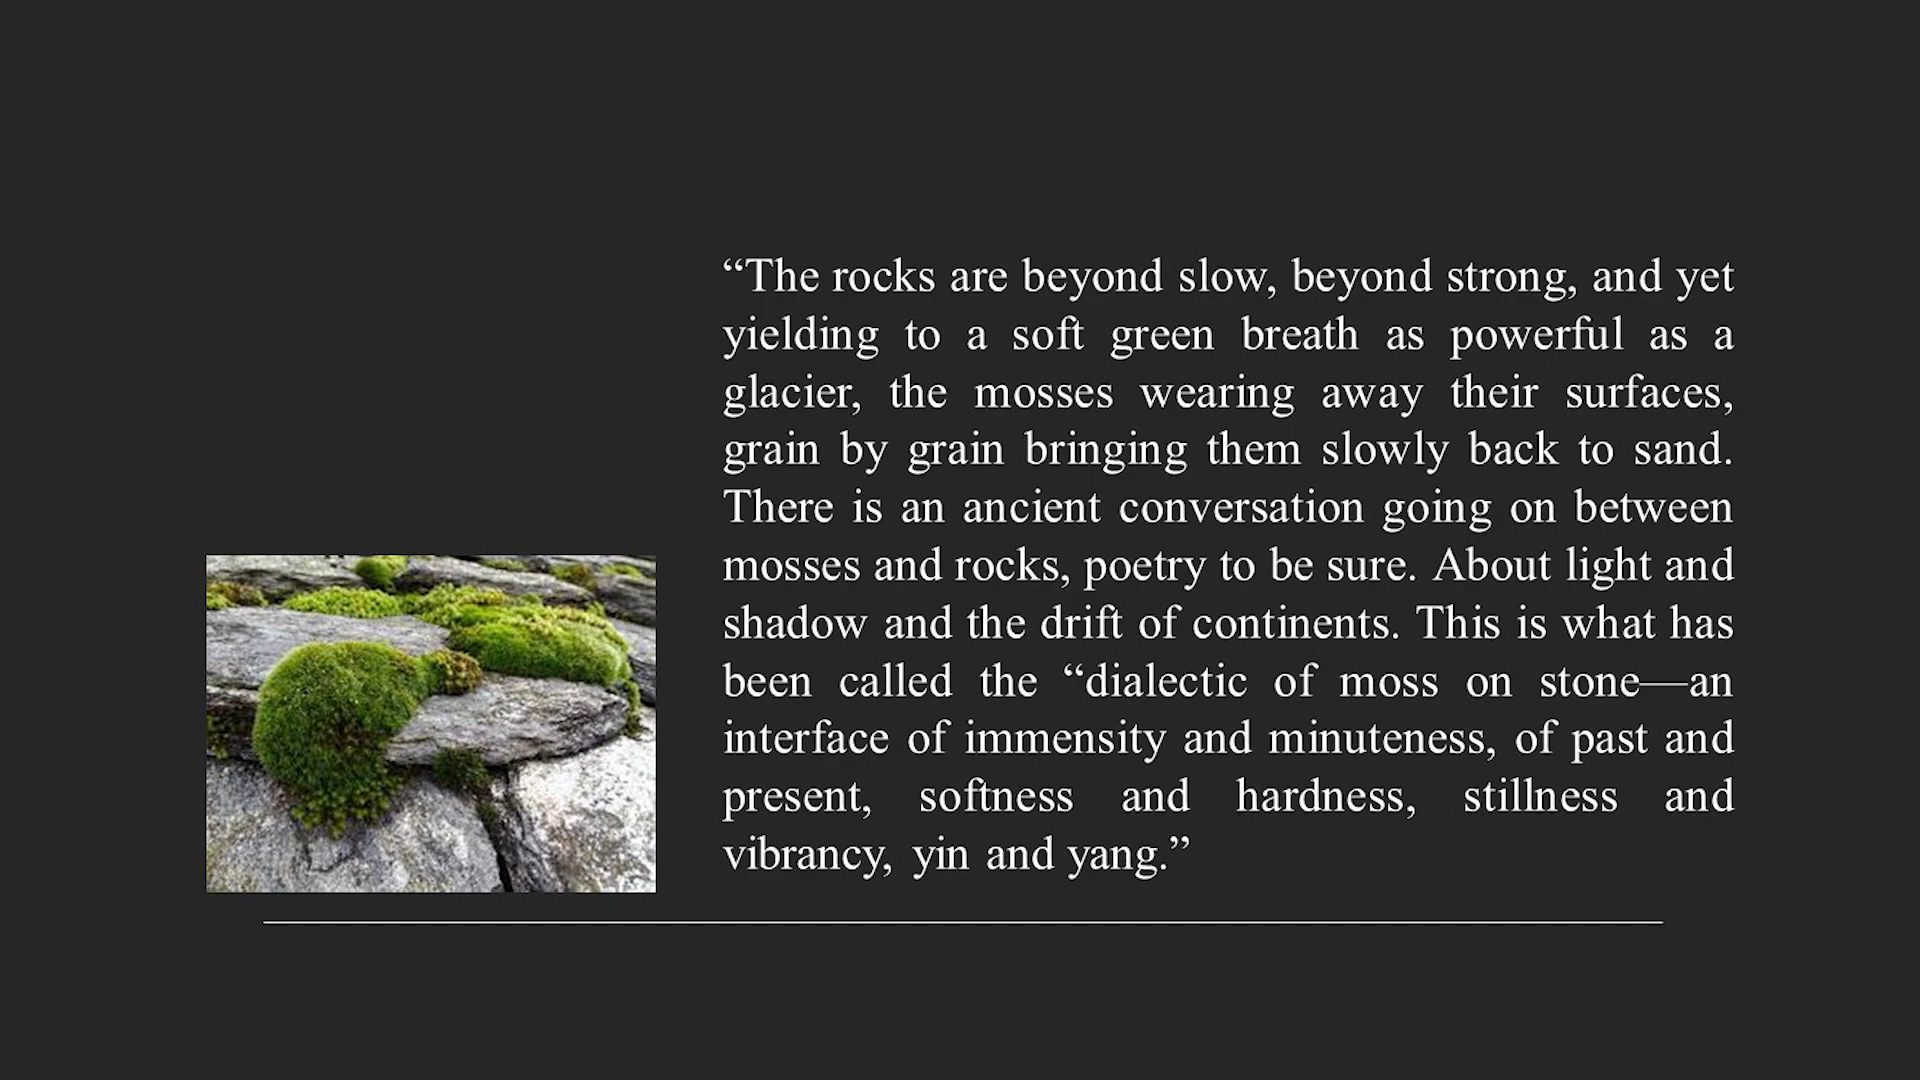 “The rocks are beyond slow, beyond strong, and yet
yielding to a soft green breath as powerful as a
glacier, the mosses wearing away their surfaces,
grain by grain bringing them slowly back to sand.
There is an ancient conversation going on between
mosses and rocks, poetry to be sure. About light and
shadow and the drift of continents. This is what has
been called the “dialectic of moss on stone—an
interface of immensity and minuteness, of past and
present, softness and hardness, stillness and
vibrancy, yin and yang.”